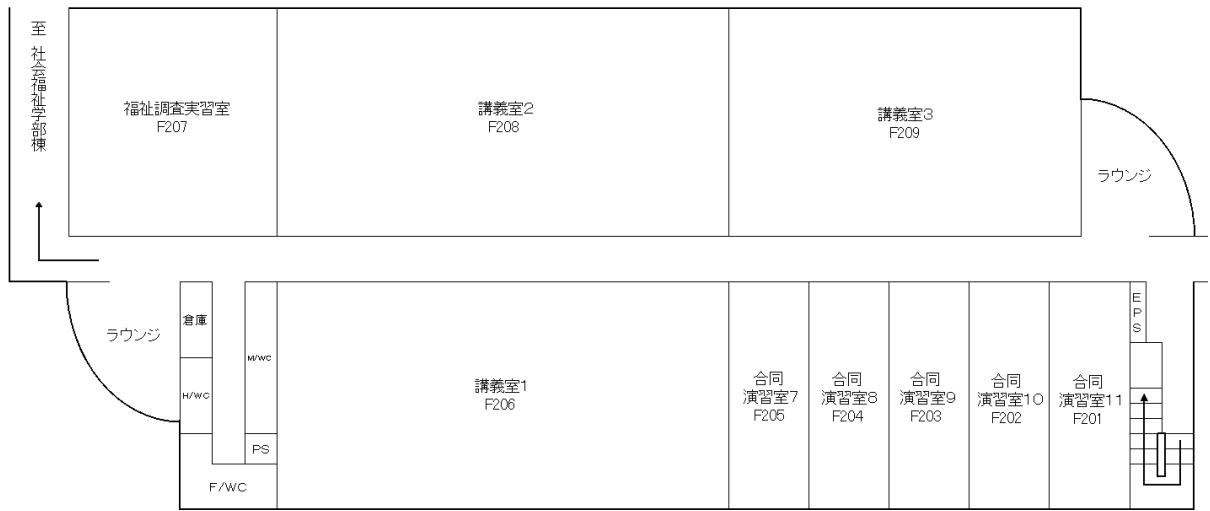 至 社会福祉学部棟
福祉調査実習室
F207
講義室2
F208
講義室3
F209
ラウンジ
ラウンジ
倉庫
H/WC
M/WC
PS
F/WC
講義室1
F206
合同
演習室7
F205
合同
演習室8
F204
合同
演習室9
F203
合同
演習室10
F202
合同
演習室11
F201
EPS